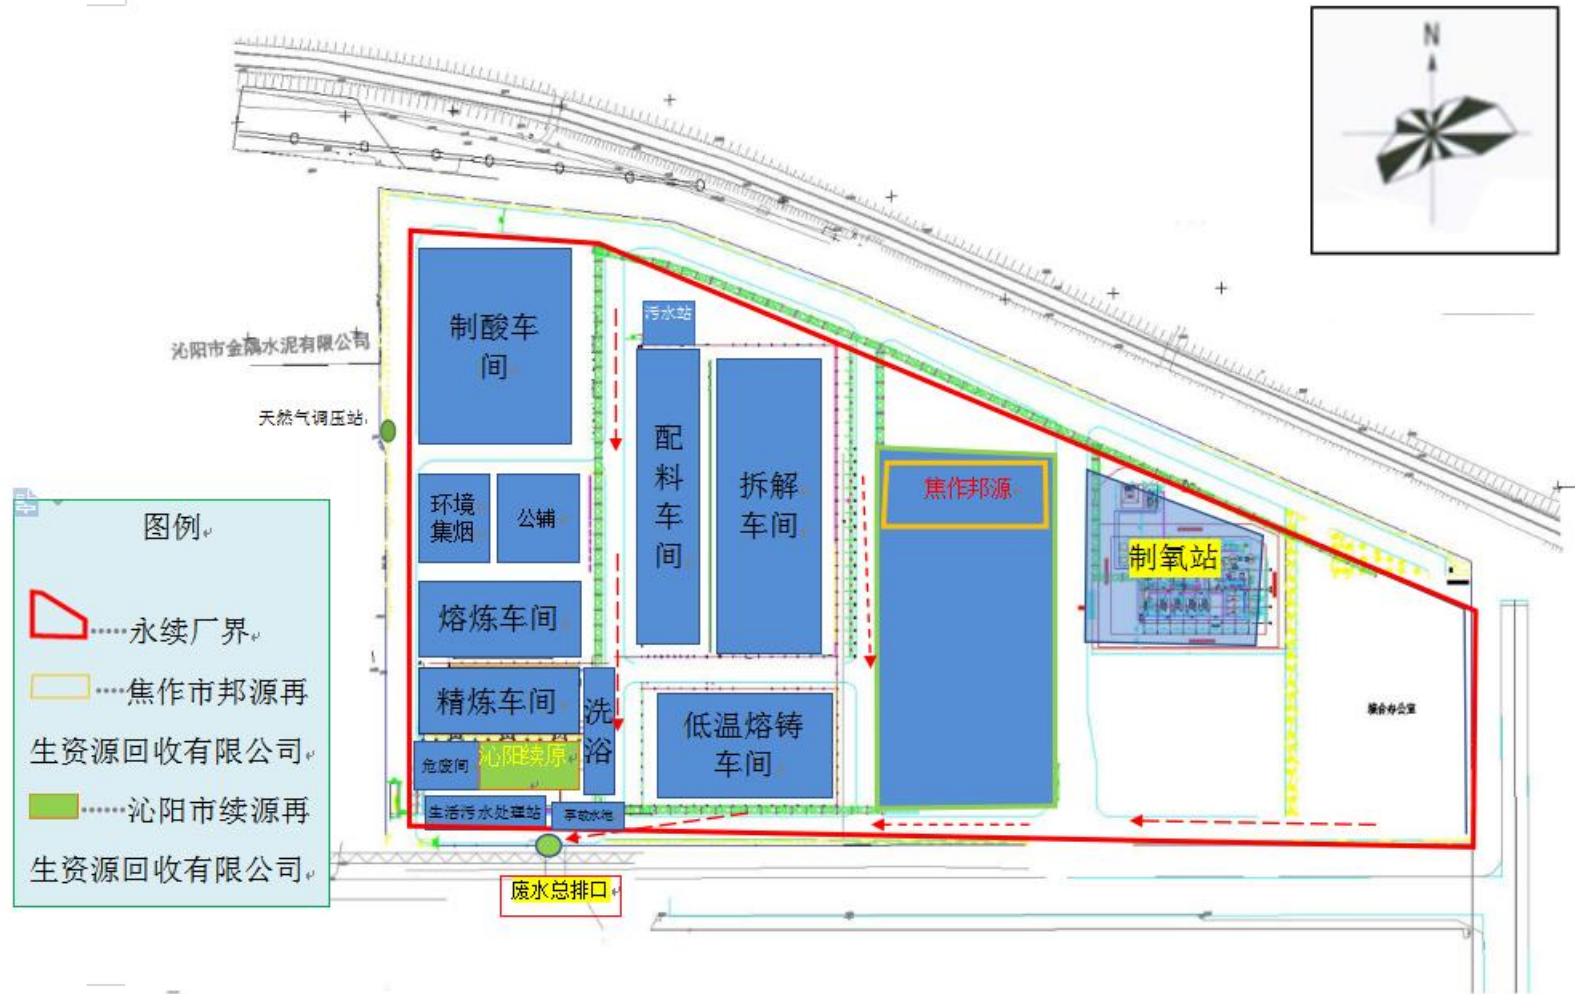 N
制酸车
间
污水站
沁阳市金隅水泥有限公司
天然气调压站
配
料
车
间
拆解
车间
环境
集烟
公辅
焦作邦源
制氧站
图例
熔炼车间
……永续厂界
精炼车间
洗
浴
低温熔铸
车间
……焦作市邦源再
生资源回收有限公司
综合办公室
危废间
沁阳续原
……沁阳市续源再
生资源回收有限公司
生活污水处理站
事故水池
废水总排口